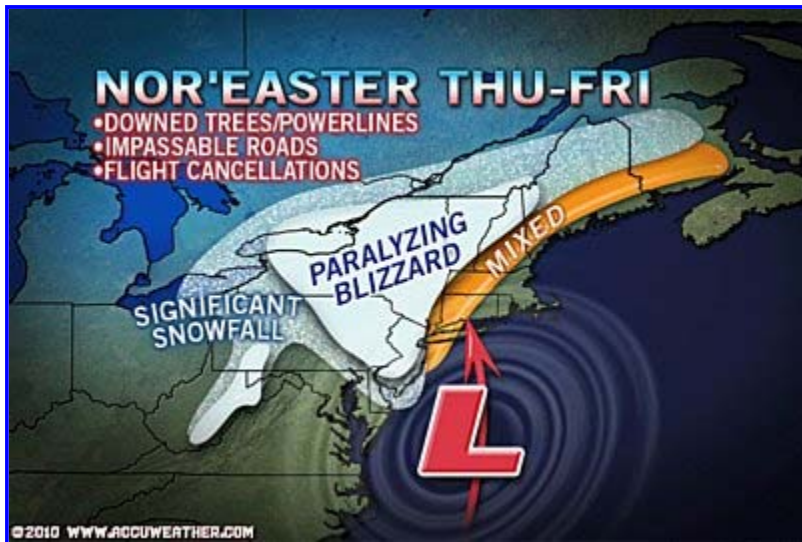 NOR'EASTER THU-FRI
•DOWNED TREES/POWERLINES
•IMPASSABLE ROADS
•FLIGHT CANCELLATIONS
PARALYZING
BLIZZARD
MIXED
SIGNIFICANT
SNOWFALL
L
©2010 WWW.ACCUWEATHER.COM